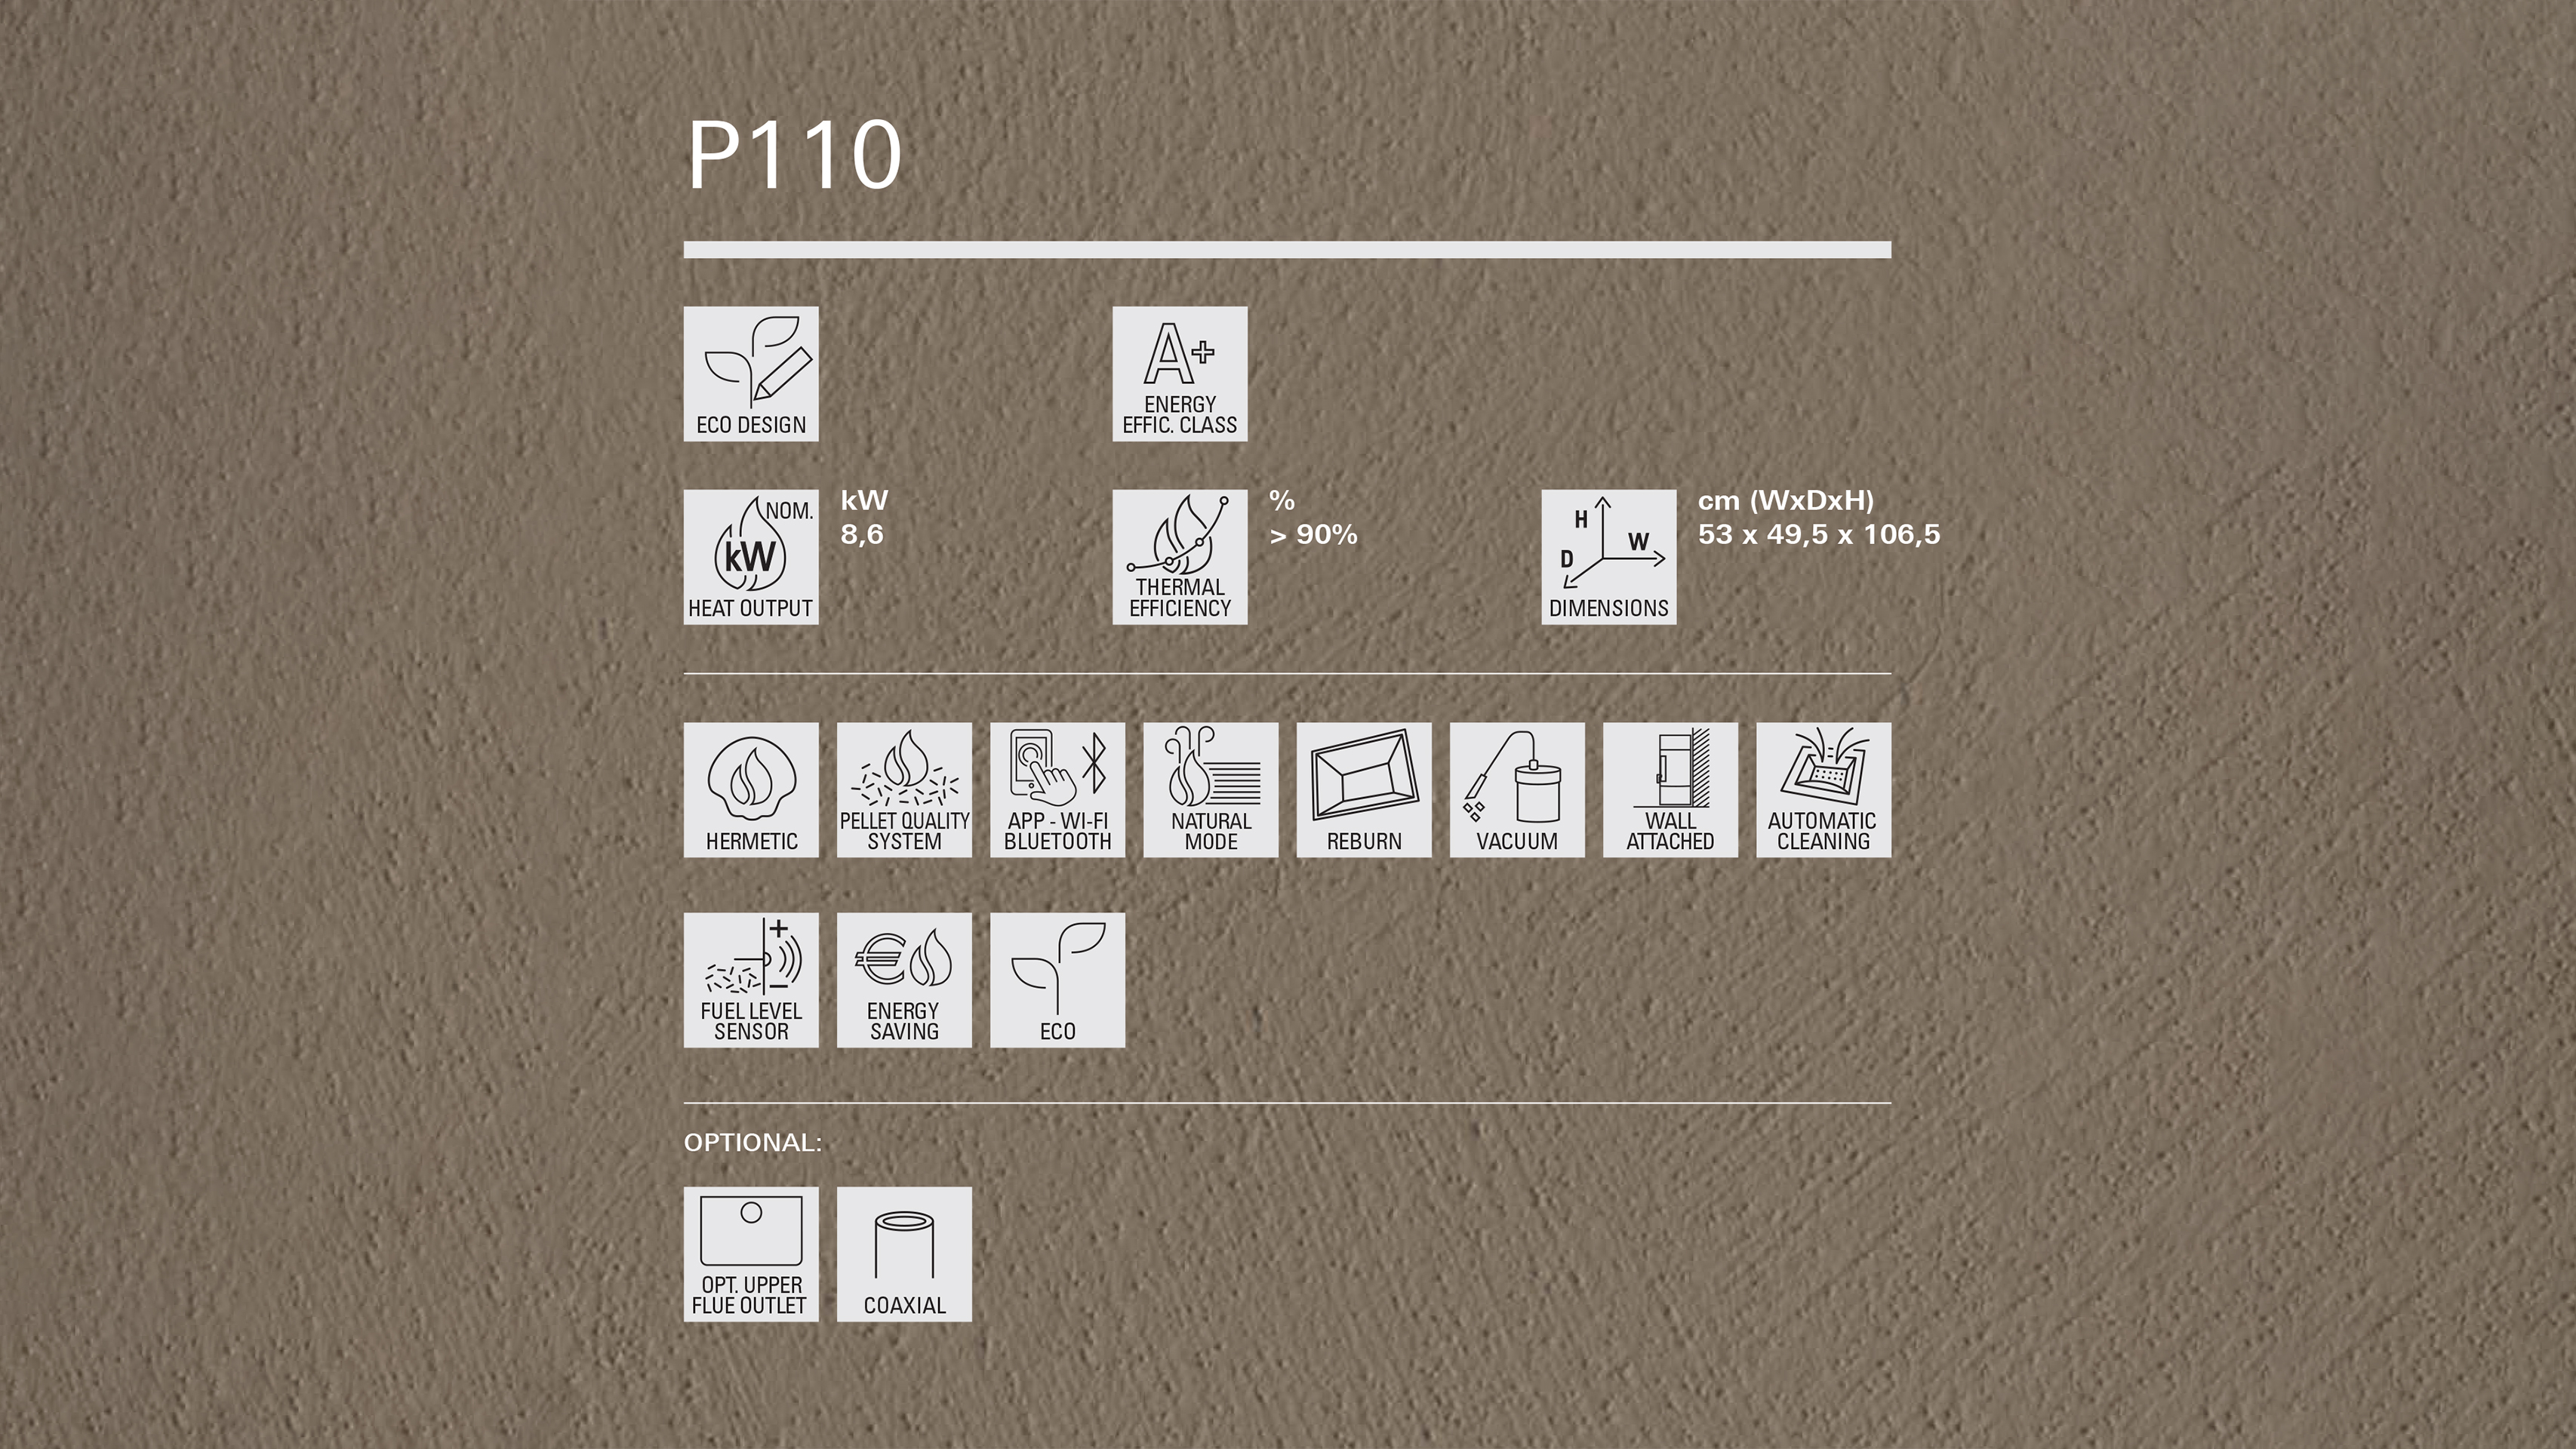 P110
ECO DESIGN
A+
ENERGY
EFFIC. CLASS
NOM.
kW
HEAT OUTPUT
kW
8,6
THERMAL
EFFICIENCY
%
> 90%
H
W
D
DIMENSIONS
cm (WxDxH)
53 x 49,5 x 106,5
HERMETIC
PELLET QUALITY
SYSTEM
APP - WI-FI
BLUETOOTH
NATURAL
MODE
REBURN
VACUUM
WALL
ATTACHED
AUTOMATIC
CLEANING
+
−
FUEL LEVEL
SENSOR
€
ENERGY
SAVING
ECO
OPTIONAL:
OPT. UPPER
FLUE OUTLET
COAXIAL